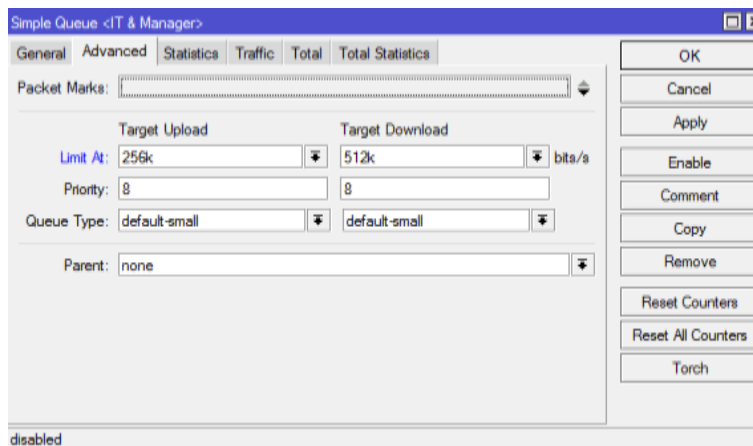 Simple Queue <IT & Manager>
General Advanced Statistics Traffic Total Total Statistics
Packet Marks:
Target Upload Target Download
Limit At: 256k 512k bits/s
Priority: 8 8
Queue Type: default-small default-small
Parent: none
OK
Cancel
Apply
Enable
Comment
Copy
Remove
Reset Counters
Reset All Counters
Torch
disabled